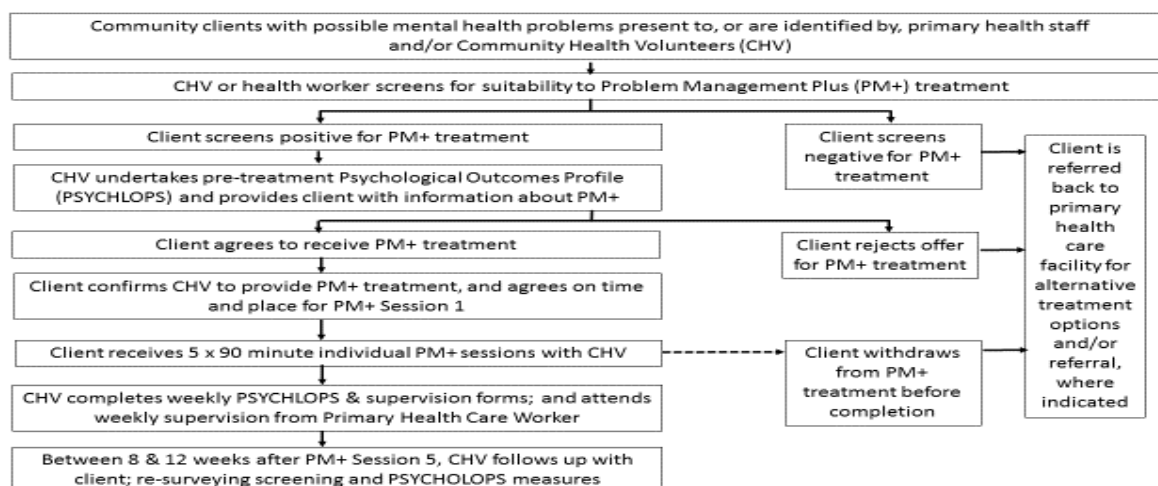 Community clients with possible mental health problems present to, or are identified by, primary health staff
and/or Community Health Volunteers (CHV)
CHV or health worker screens for suitability to Problem Management Plus (PM+) treatment
Client screens positive for PM+ treatment
Client screens
negative for PM+
treatment
CHV undertakes pre-treatment Psychological Outcomes Profile
(PSYCHLOPS) and provides client with information about PM+
Client agrees to receive PM+ treatment
Client rejects offer
for PM+ treatment
Client confirms CHV to provide PM+ treatment, and agrees on time
and place for PM+ Session 1
Client receives 5 x 90 minute individual PM+ sessions with CHV
Client withdraws
from PM+
treatment before
completion
CHV completes weekly PSYCHLOPS & supervision forms; and attends
weekly supervision from Primary Health Care Worker
Between 8 & 12 weeks after PM+ Session 5, CHV follows up with
client; re-surveying screening and PSYCHOLOPS measures
Client is
referred
back to
primary
health
care
facility for
alternative
treatment
options
and/or
referral,
where
indicated